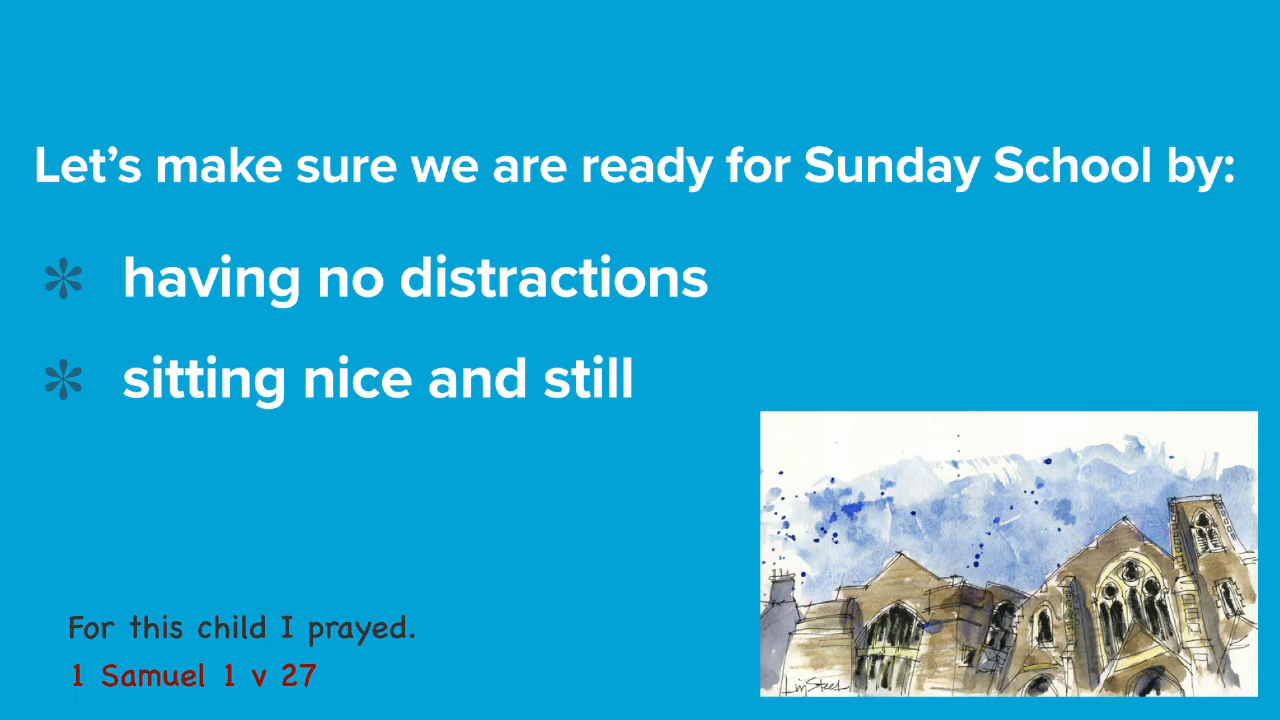 Let's make sure we are ready for Sunday School by:
✻ having no distractions
✻ sitting nice and still
For this child I prayed.
1 Samuel 1 v 27